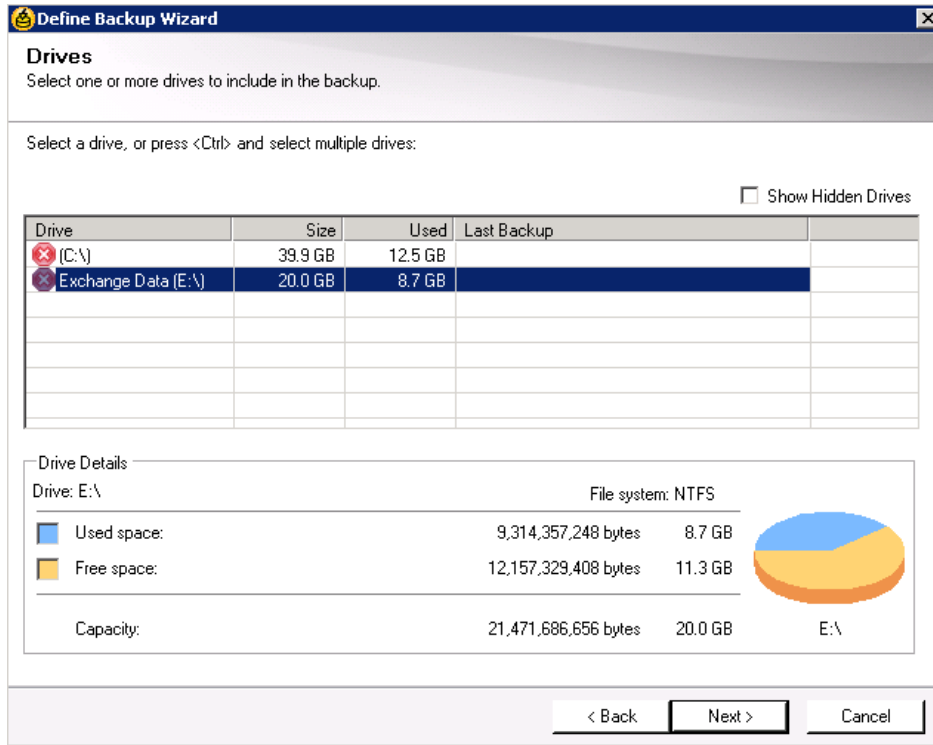 Define Backup Wizard
Drives
Select one or more drives to include in the backup.
Select a drive, or press <Ctrl> and select multiple drives:
Show Hidden Drives
Drive Size Used Last Backup
(C:\) 39.9 GB 12.5 GB
Exchange Data (E:\) 20.0 GB 8.7 GB
Drive Details
Drive: E:\ File system: NTFS
Used space: 9,314,357,248 bytes 8.7 GB
Free space: 12,157,329,408 bytes 11.3 GB
Capacity: 21,471,686,656 bytes 20.0 GB E:\
< Back Next > Cancel